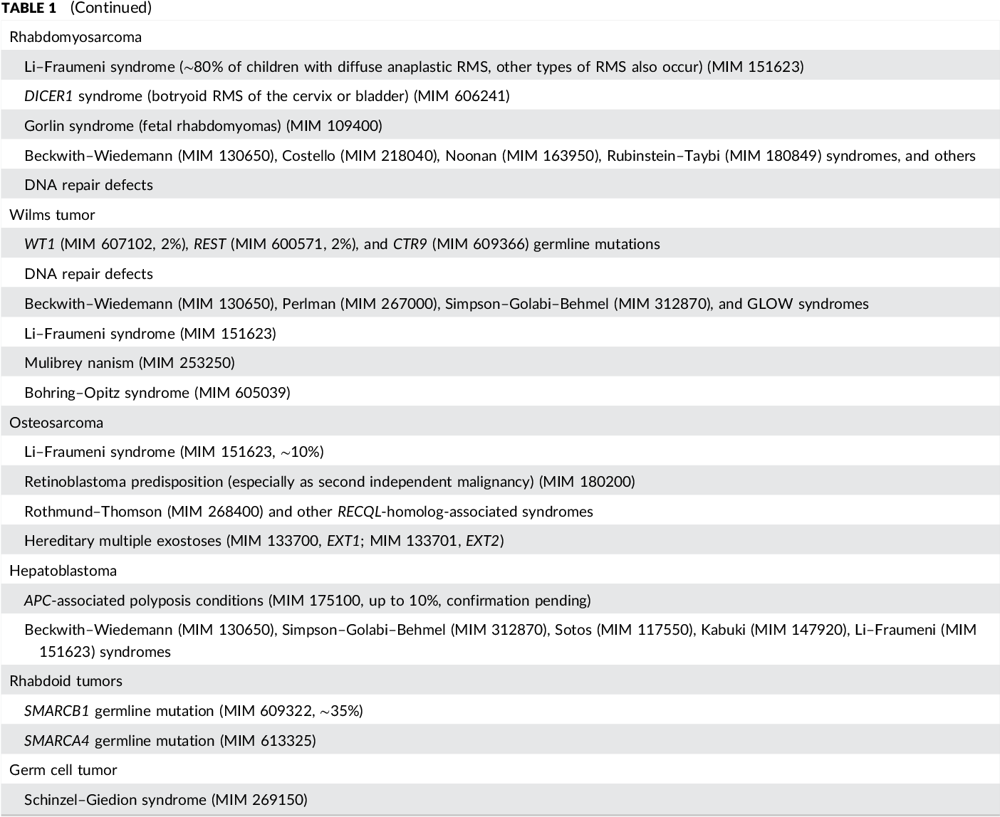 TABLE 1 (Continued)
Rhabdomyosarcoma
Li–Fraumeni syndrome (~80% of children with diffuse anaplastic RMS, other types of RMS also occur) (MIM 151623)
DICER1 syndrome (botryoid RMS of the cervix or bladder) (MIM 606241)
Gorlin syndrome (fetal rhabdomyomas) (MIM 109400)
Beckwith–Wiedemann (MIM 130650), Costello (MIM 218040), Noonan (MIM 163950), Rubinstein–Taybi (MIM 180849) syndromes, and others
DNA repair defects
Wilms tumor
WT1 (MIM 607102, 2%), REST (MIM 600571, 2%), and CTR9 (MIM 609366) germline mutations
DNA repair defects
Beckwith–Wiedemann (MIM 130650), Perlman (MIM 267000), Simpson–Golabi–Behmel (MIM 312870), and GLOW syndromes
Li–Fraumeni syndrome (MIM 151623)
Mulibrey nanism (MIM 253250)
Bohring–Opitz syndrome (MIM 605039)
Osteosarcoma
Li–Fraumeni syndrome (MIM 151623, ~10%)
Retinoblastoma predisposition (especially as second independent malignancy) (MIM 180200)
Rothmund–Thomson (MIM 268400) and other RECQL-homolog-associated syndromes
Hereditary multiple exostoses (MIM 133700, EXT1; MIM 133701, EXT2)
Hepatoblastoma
APC-associated polyposis conditions (MIM 175100, up to 10%, confirmation pending)
Beckwith–Wiedemann (MIM 130650), Simpson–Golabi–Behmel (MIM 312870), Sotos (MIM 117550), Kabuki (MIM 147920), Li–Fraumeni (MIM
151623) syndromes
Rhabdoid tumors
SMARCB1 germline mutation (MIM 609322, ~35%)
SMARCA4 germline mutation (MIM 613325)
Germ cell tumor
Schinzel–Giedion syndrome (MIM 269150)